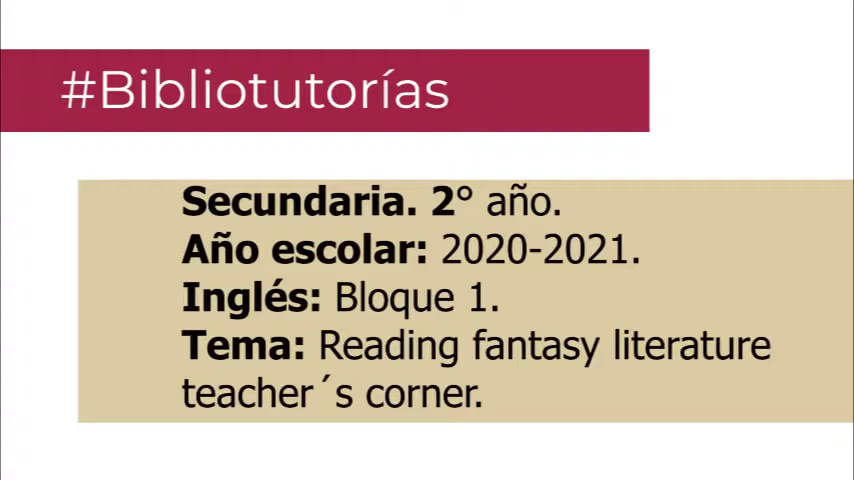 #Bibliotutorías
Secundaria. 2° año.
Año escolar: 2020-2021.
Inglés: Bloque 1.
Tema: Reading fantasy literature
teacher´s corner.